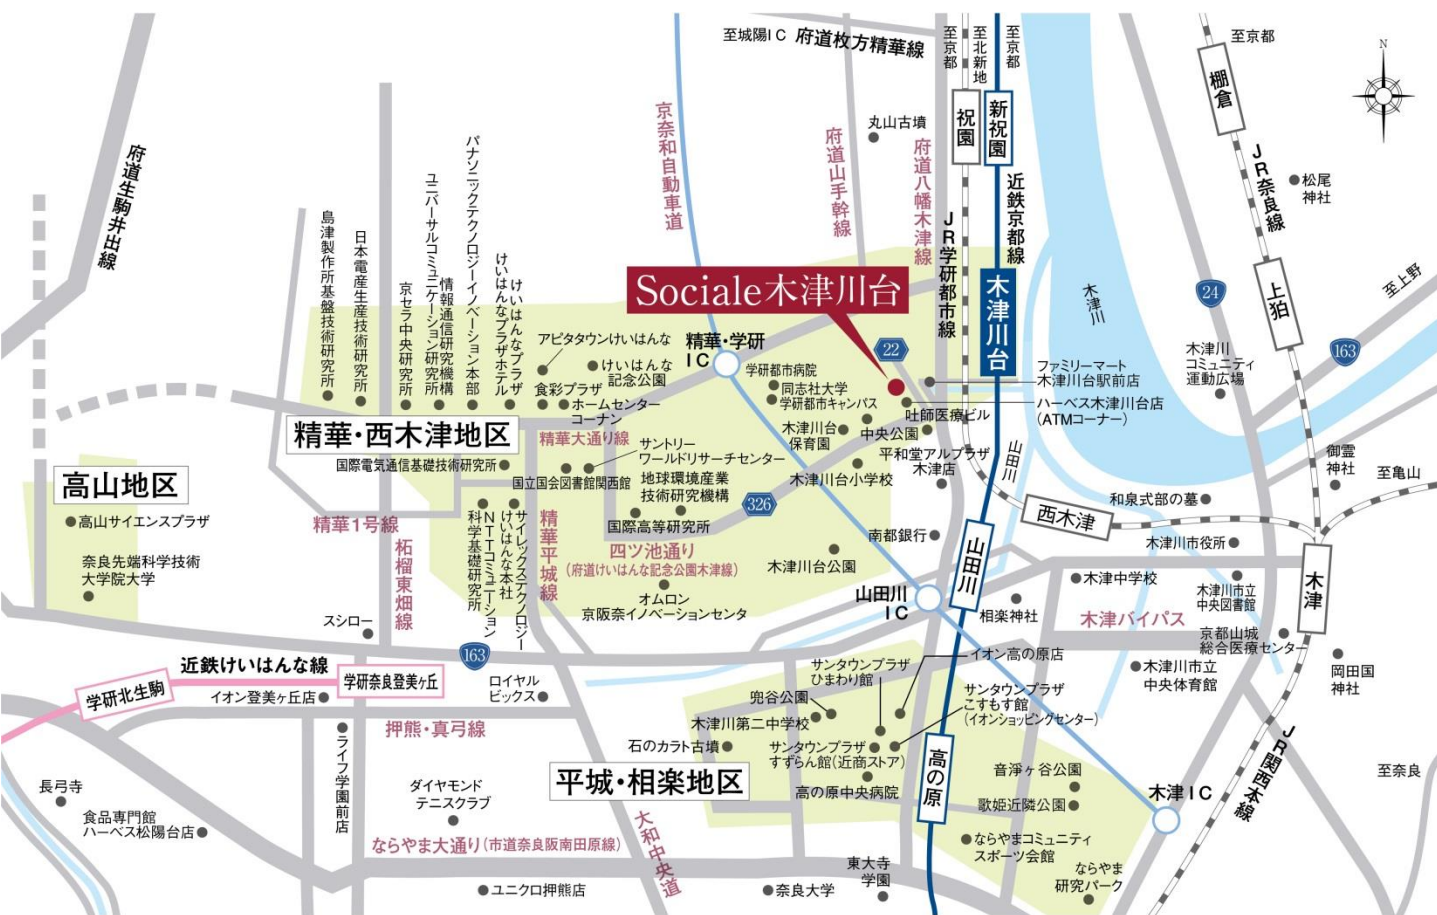 至城陽IC
府道枚方精華線
至京都
至北新地
至京都
至京都
N
棚倉
祝園
新祝園
丸山古墳
京奈和自動車道
府道山手幹線
府道八幡木津線
府道生駒井出線
JR奈良線
松尾
神社
近鉄京都線
JR学研都市線
パナソニックテクノロジーイノベーション本部
ユニバーサルコミュニケーション研究所
情報通信研究機構
島津製作所基盤技術研究所
日本電産生産技術研究所
京セラ中央研究所
けいはんなプラザホテル
けいはんなプラザ
Sociale木津川台
木津川台
木津川
24
上狛
至上野
163
22
精華・学研
IC
アピタタウンけいはんな
けいはんな
記念公園
食彩プラザ
ホームセンター
コーナン
学研都市病院
同志社大学
学研都市キャンパス
ファミリーマート
木津川台駅前店
ハーベス木津川台店
(ATMコーナー)
吐師医療ビル
木津川
コミュニティ
運動広場
精華・西木津地区
精華大通り線
木津川台
保育園
中央公園
平和堂アルプラザ
木津店
山田川
御霊
神社
至亀山
国際電気通信基礎技術研究所
サントリー
ワールドリサーチセンター
国立国会図書館関西館
地球環境産業
技術研究機構
木津川台小学校
326
高山地区
高山サイエンスプラザ
奈良先端科学技術
大学院大学
精華1号線
柘榴東畑線
NTTコミュニケーション
科学基礎研究所
サイレックステクノロジー
けいはんな本社
精華平城線
国際高等研究所
四ツ池通り
(府道けいはんな記念公園木津線)
南都銀行
西木津
和泉式部の墓
木津川市役所
木津
木津川台公園
オムロン
京阪奈イノベーションセンタ
山田川
IC
山田川
相楽神社
木津中学校
木津川市立
中央図書館
木津バイパス
京都山城
総合医療センター
岡田国
神社
スシロー
163
近鉄けいはんな線
学研北生駒
学研奈良登美ヶ丘
イオン登美ヶ丘店
ロイヤル
ビックス
押熊・真弓線
サンタウンプラザ
ひまわり館
イオン高の原店
兜谷公園
サンタウンプラザ
こすもす館
(イオンショッピングセンター)
木津川市立
中央体育館
木津川第二中学校
石のカラト古墳
サンタウンプラザ
すずらん館(近商ストア)
平城・相楽地区
高の原
高の原中央病院
音浄ヶ谷公園
歌姫近隣公園
木津IC
JR関西本線
至奈良
ライフ学園前店
長弓寺
食品専門館
ハーベス松陽台店
ダイヤモンド
テニスクラブ
大和中央道
ならやま大通り(市道奈良阪南田原線)
ならやまコミュニティ
スポーツ会館
ならやま
研究パーク
ユニクロ押熊店
奈良大学
東大寺
学園